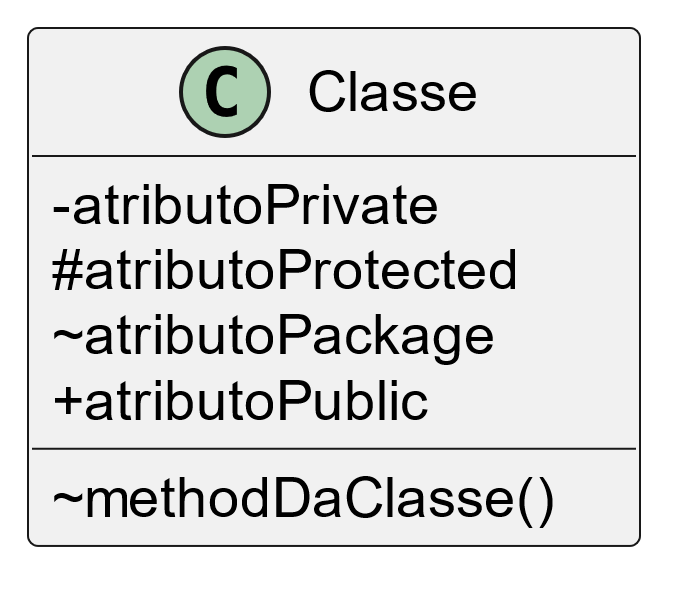 C Classe
-atributoPrivate
#atributoProtected
~atributoPackage
+atributoPublic
~methodDaClasse()